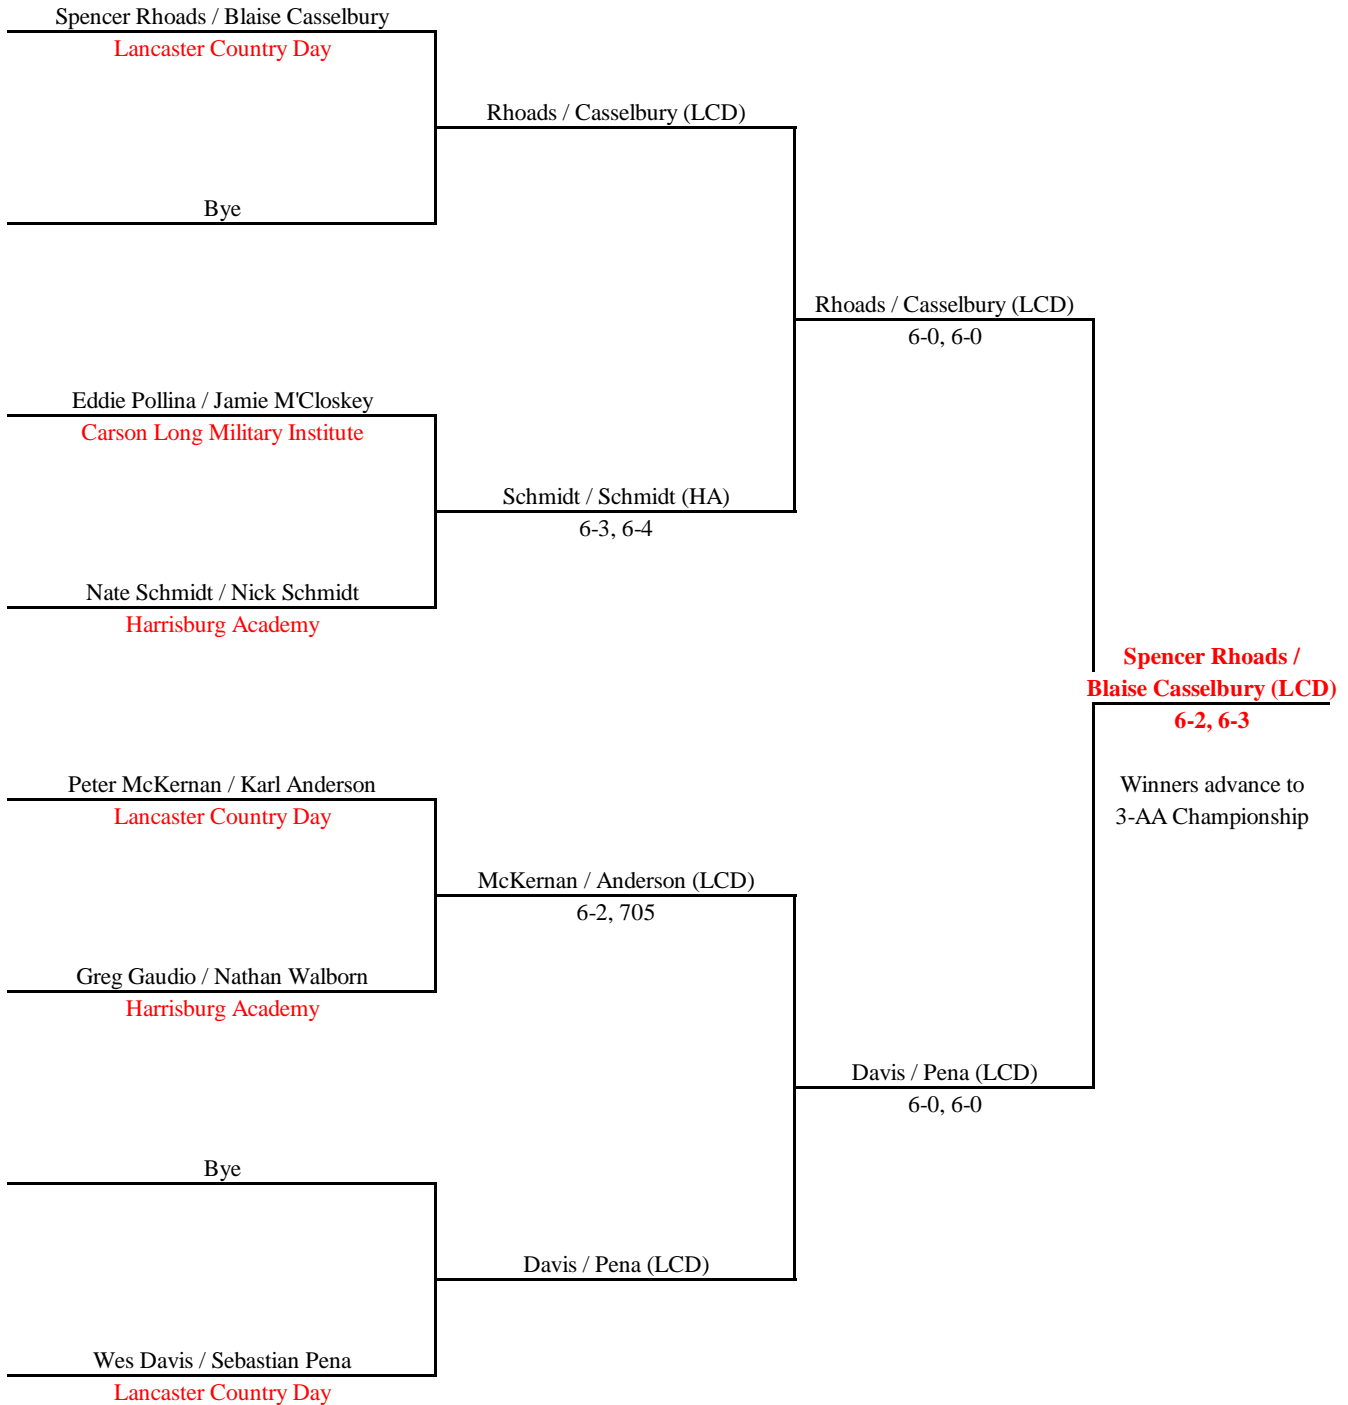 Spencer Rhoads / Blaise Casselbury
Lancaster Country Day
Rhoads / Casselbury (LCD)
Bye
Rhoads / Casselbury (LCD)
6-0, 6-0
Eddie Pollina / Jamie M'Closkey
Carson Long Military Institute
Schmidt / Schmidt (HA)
6-3, 6-4
Nate Schmidt / Nick Schmidt
Harrisburg Academy
Spencer Rhoads /
Blaise Casselbury (LCD)
6-2, 6-3
Peter McKernan / Karl Anderson
Lancaster Country Day
Winners advance to
3-AA Championship
McKernan / Anderson (LCD)
6-2, 705
Greg Gaudio / Nathan Walborn
Harrisburg Academy
Davis / Pena (LCD)
6-0, 6-0
Bye
Davis / Pena (LCD)
Wes Davis / Sebastian Pena
Lancaster Country Day